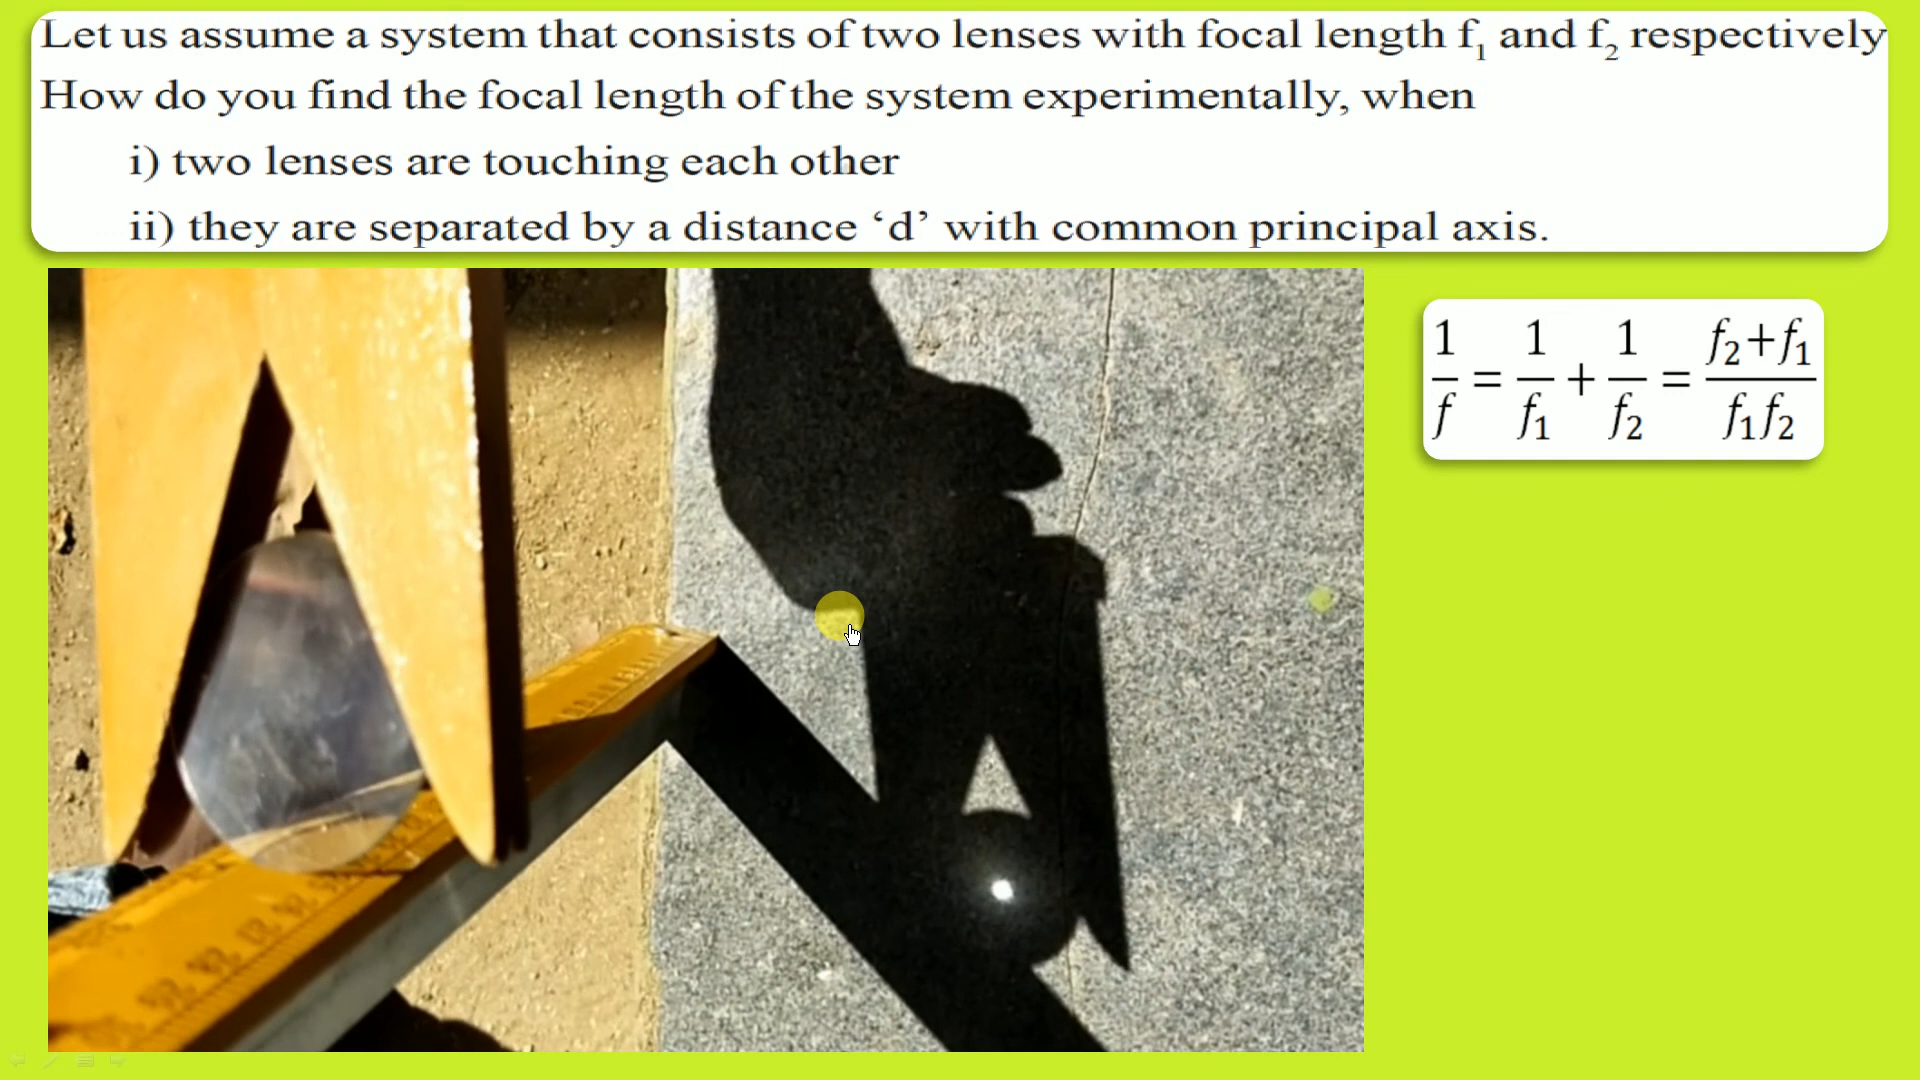 Let us assume a system that consists of two lenses with focal length f₁ and f₂ respectively
How do you find the focal length of the system experimentally, when
i) two lenses are touching each other
ii) they are separated by a distance ‘d’ with common principal axis.
1/f = 1/f₁ + 1/f₂ = (f₂+f₁)/(f₁f₂)